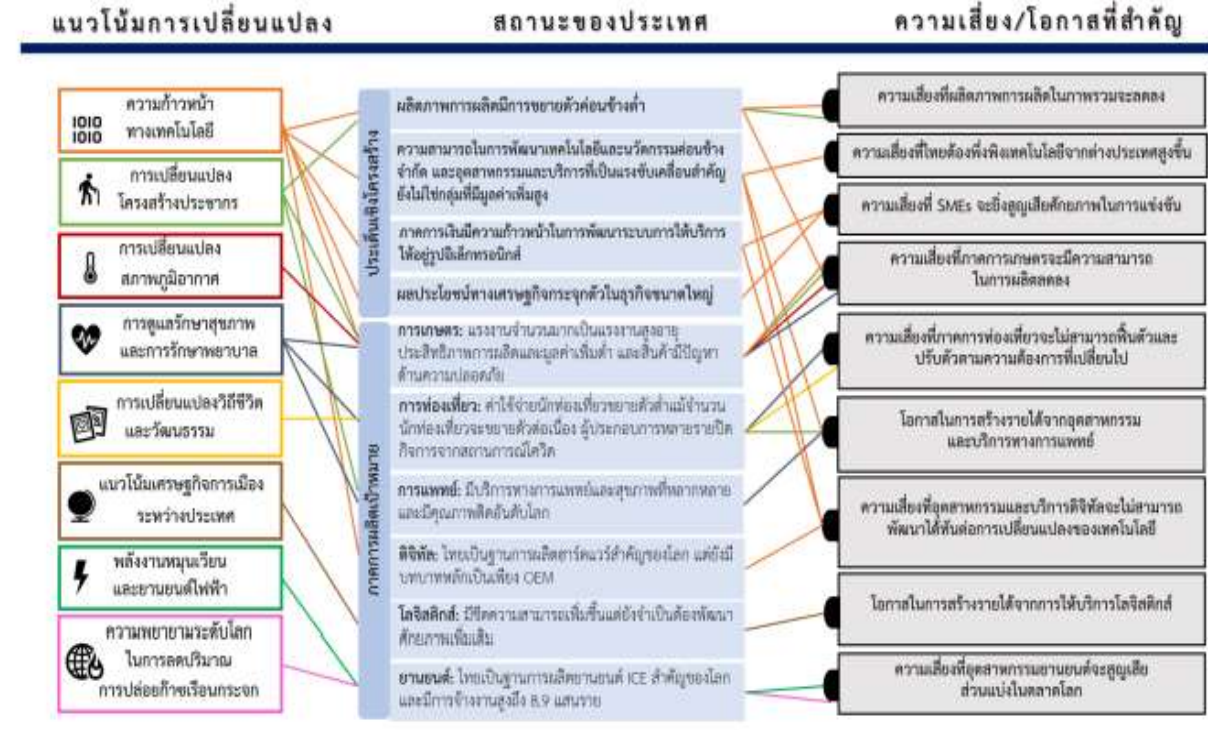 แนวโน้มการเปลี่ยนแปลง
สถานะของประเทศ
ความเสี่ยง/โอกาสที่สำคัญ
1010
1010
ความก้าวหน้า
ทางเทคโนโลยี
การเปลี่ยนแปลง
โครงสร้างประชากร
การเปลี่ยนแปลง
สภาพภูมิอากาศ
การดูแลรักษาสุขภาพ
และการรักษาพยาบาล
การเปลี่ยนแปลงวิถีชีวิต
และวัฒนธรรม
แนวโน้มเศรษฐกิจการเมือง
ระหว่างประเทศ
พลังงานหมุนเวียน
และยานยนต์ไฟฟ้า
ความพยายามระดับโลก
ในการลดปริมาณ
การปล่อยก๊าซเรือนกระจก
ประเด็นเชิงโครงสร้าง
ผลิตภาพการผลิตมีการขยายตัวค่อนข้างต่ำ
ความสามารถในการพัฒนาเทคโนโลยีและนวัตกรรมค่อนข้าง
จำกัด และอุตสาหกรรมและบริการที่เป็นแรงขับเคลื่อนสำคัญ
ยังไม่ใช่กลุ่มที่มีมูลค่าเพิ่มสูง
ภาคการเงินมีความก้าวหน้าในการพัฒนาระบบการให้บริการ
ให้อยู่รูปอิเล็กทรอนิกส์
ผลประโยชน์ทางเศรษฐกิจกระจุกตัวในธุรกิจขนาดใหญ่
ภาคการผลิตเป้าหมาย
การเกษตร: แรงงานจำนวนมากเป็นแรงงานสูงอายุ
ประสิทธิภาพการผลิตและมูลค่าเพิ่มต่ำ และสินค้ามีปัญหา
ด้านความปลอดภัย
การท่องเที่ยว: ค่าใช้จ่ายนักท่องเที่ยวขยายตัวต่ำแม้จำนวน
นักท่องเที่ยวจะขยายตัวต่อเนื่อง ผู้ประกอบการหลายรายปิด
กิจการจากสถานการณ์โควิด
การแพทย์: มีบริการทางการแพทย์และสุขภาพที่หลากหลาย
และมีคุณภาพติดอันดับโลก
ดิจิทัล: ไทยเป็นฐานการผลิตฮาร์ดแวร์สำคัญของโลก แต่ยังมี
บทบาทหลักเป็นเพียง OEM
โลจิสติกส์: มีขีดความสามารถเพิ่มขึ้นแต่ยังจำเป็นต้องพัฒนา
ศักยภาพเพิ่มเติม
ยานยนต์: ไทยเป็นฐานการผลิตยานยนต์ ICE สำคัญของโลก
และมีการจ้างงานสูงถึง 8.9 แสนราย
ความเสี่ยงที่ผลิตภาพการผลิตในภาพรวมจะลดลง
ความเสี่ยงที่ไทยต้องพึ่งพิงเทคโนโลยีจากต่างประเทศสูงขึ้น
ความเสี่ยงที่ SMEs จะยิ่งสูญเสียศักยภาพในการแข่งขัน
ความเสี่ยงที่ภาคการเกษตรจะมีความสามารถ
ในการผลิตลดลง
ความเสี่ยงที่ภาคการท่องเที่ยวจะไม่สามารถฟื้นตัวและ
ปรับตัวตามความต้องการที่เปลี่ยนไป
โอกาสในการสร้างรายได้จากอุตสาหกรรม
และบริการทางการแพทย์
ความเสี่ยงที่อุตสาหกรรมและบริการดิจิทัลจะไม่สามารถ
พัฒนาได้ทันต่อการเปลี่ยนแปลงของเทคโนโลยี
โอกาสในการสร้างรายได้จากการให้บริการโลจิสติกส์
ความเสี่ยงที่อุตสาหกรรมยานยนต์จะสูญเสีย
ส่วนแบ่งในตลาดโลก